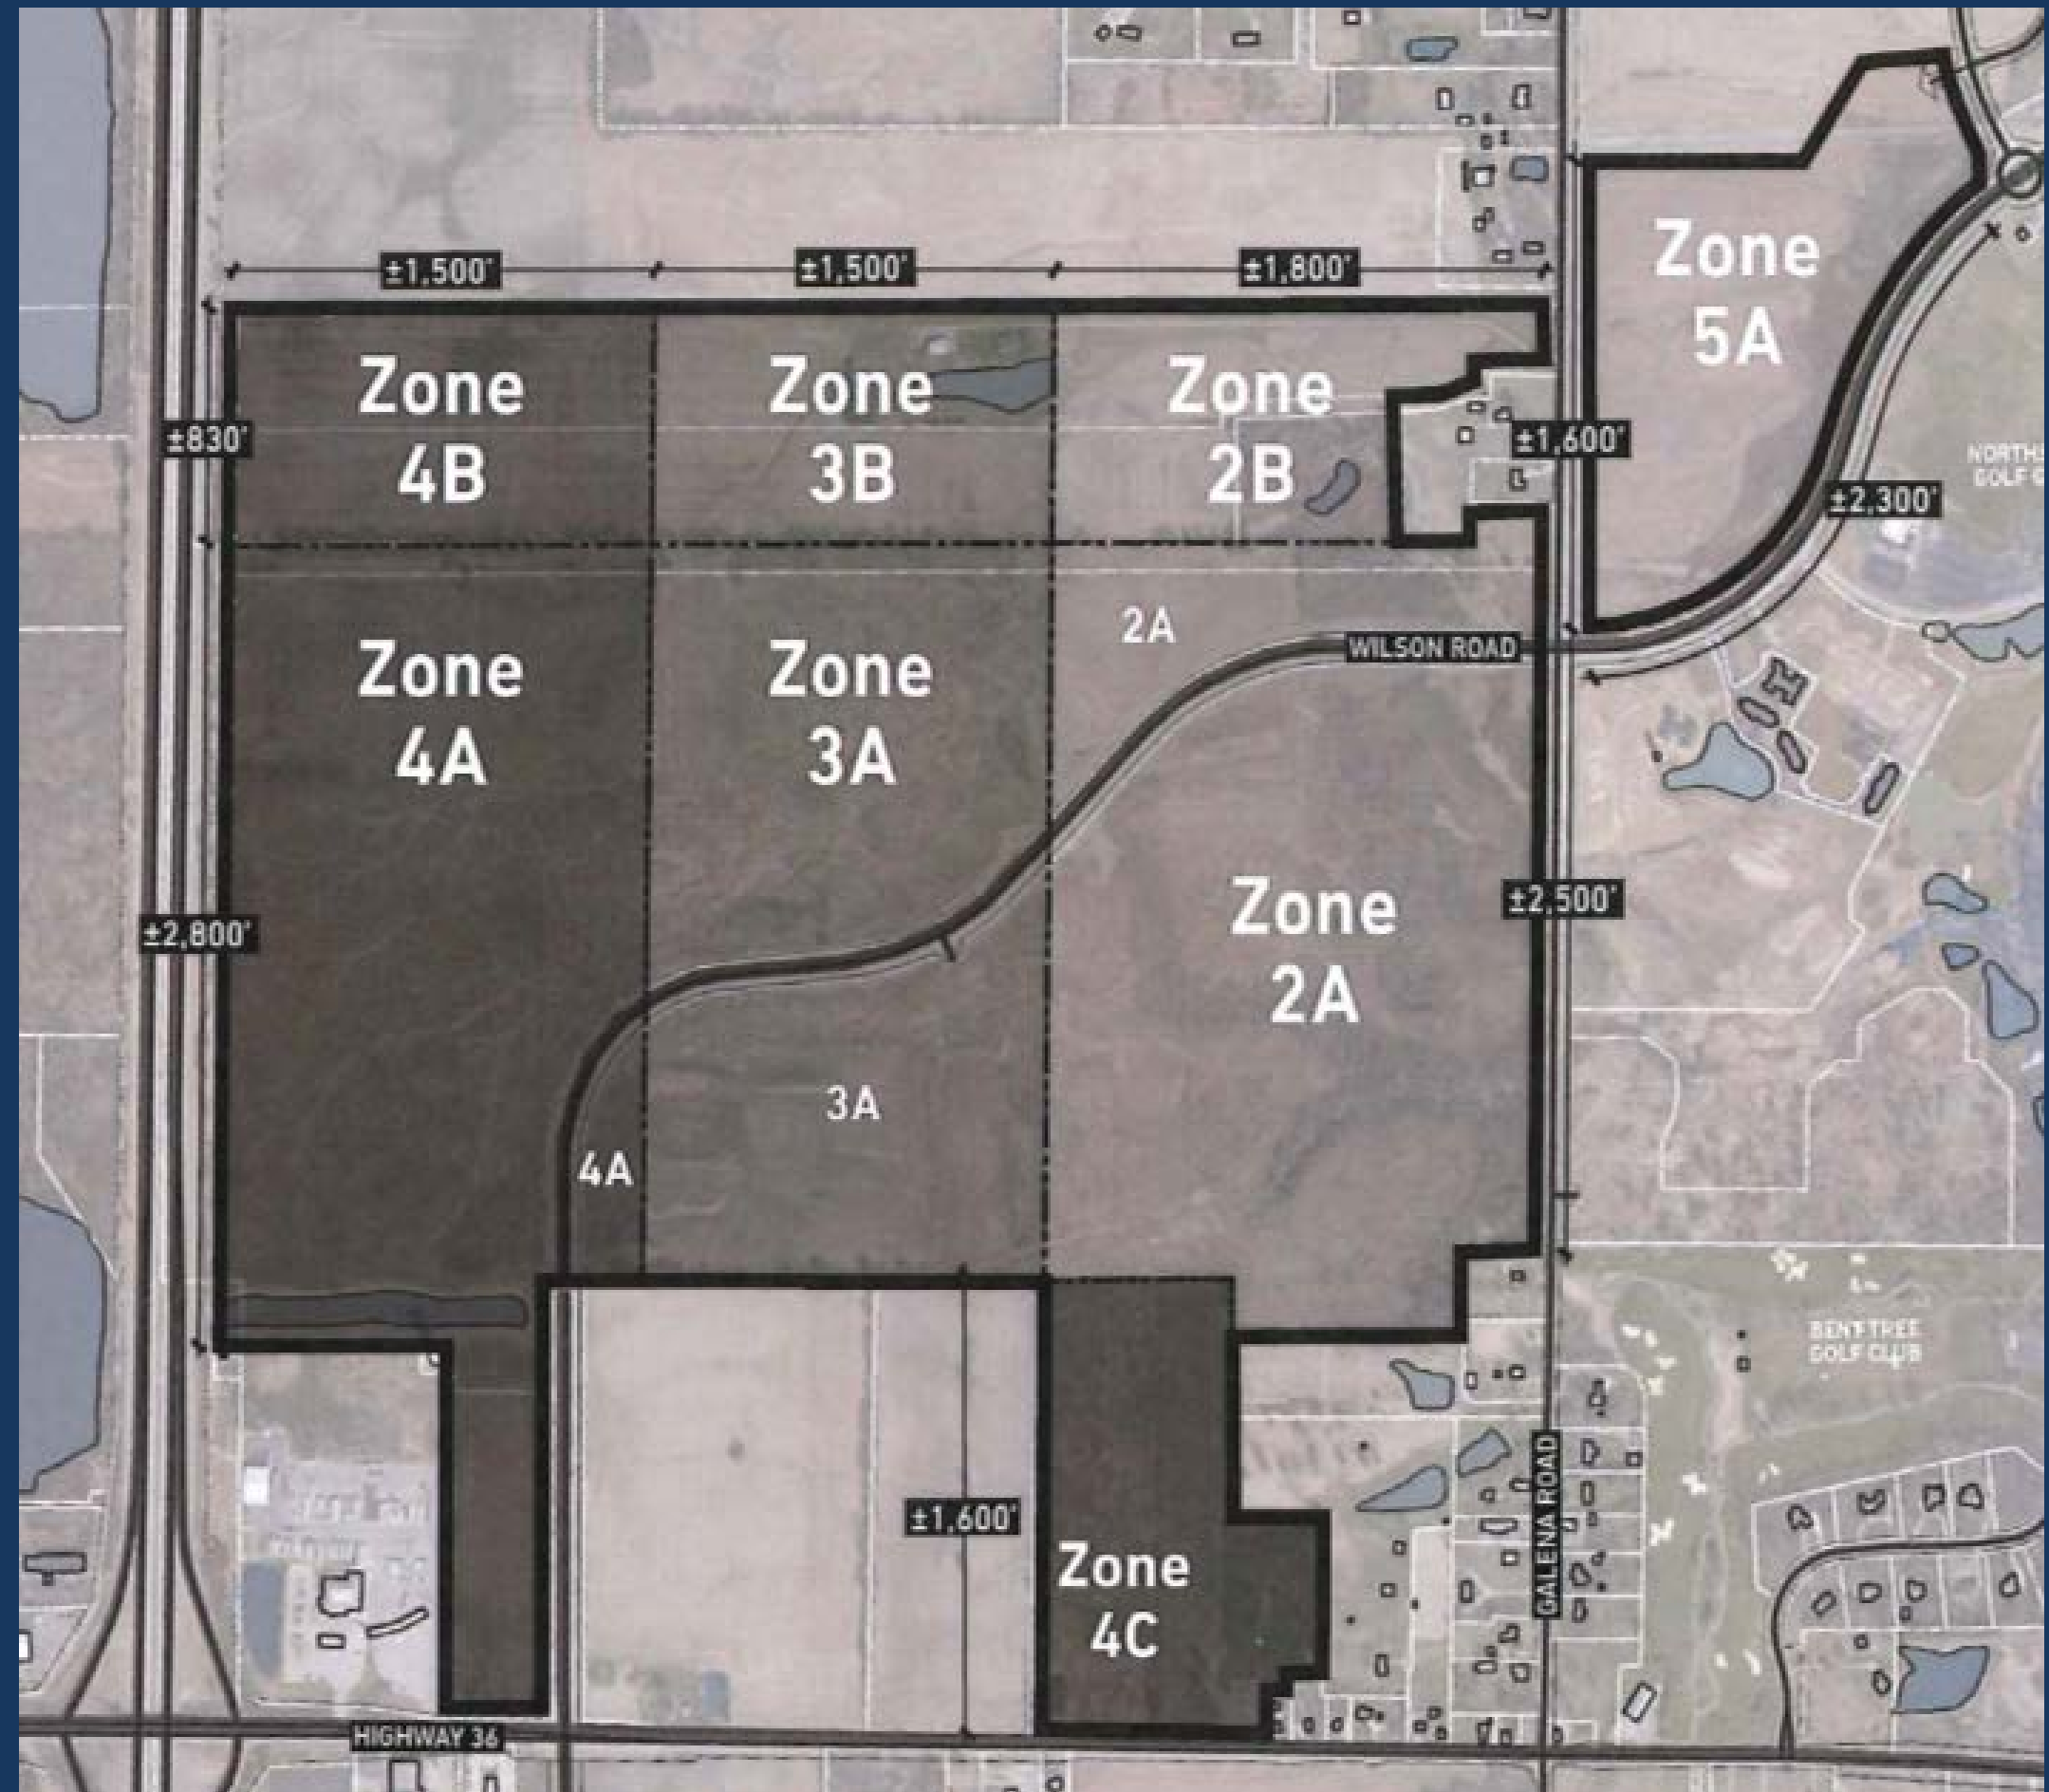 ±1,500'
±1,500'
±1,800'
Zone
5A
Zone
4B
Zone
3B
Zone
2B
±830'
±1,600'
±2,300'
GOLF
2A
WILSON ROAD
Zone
4A
Zone
3A
Zone
2A
±2,800'
±2,500'
3A
4A
BENT TREE
GOLF CLUB
±1,600'
Zone
4C
GALENA ROAD
HIGHWAY 36